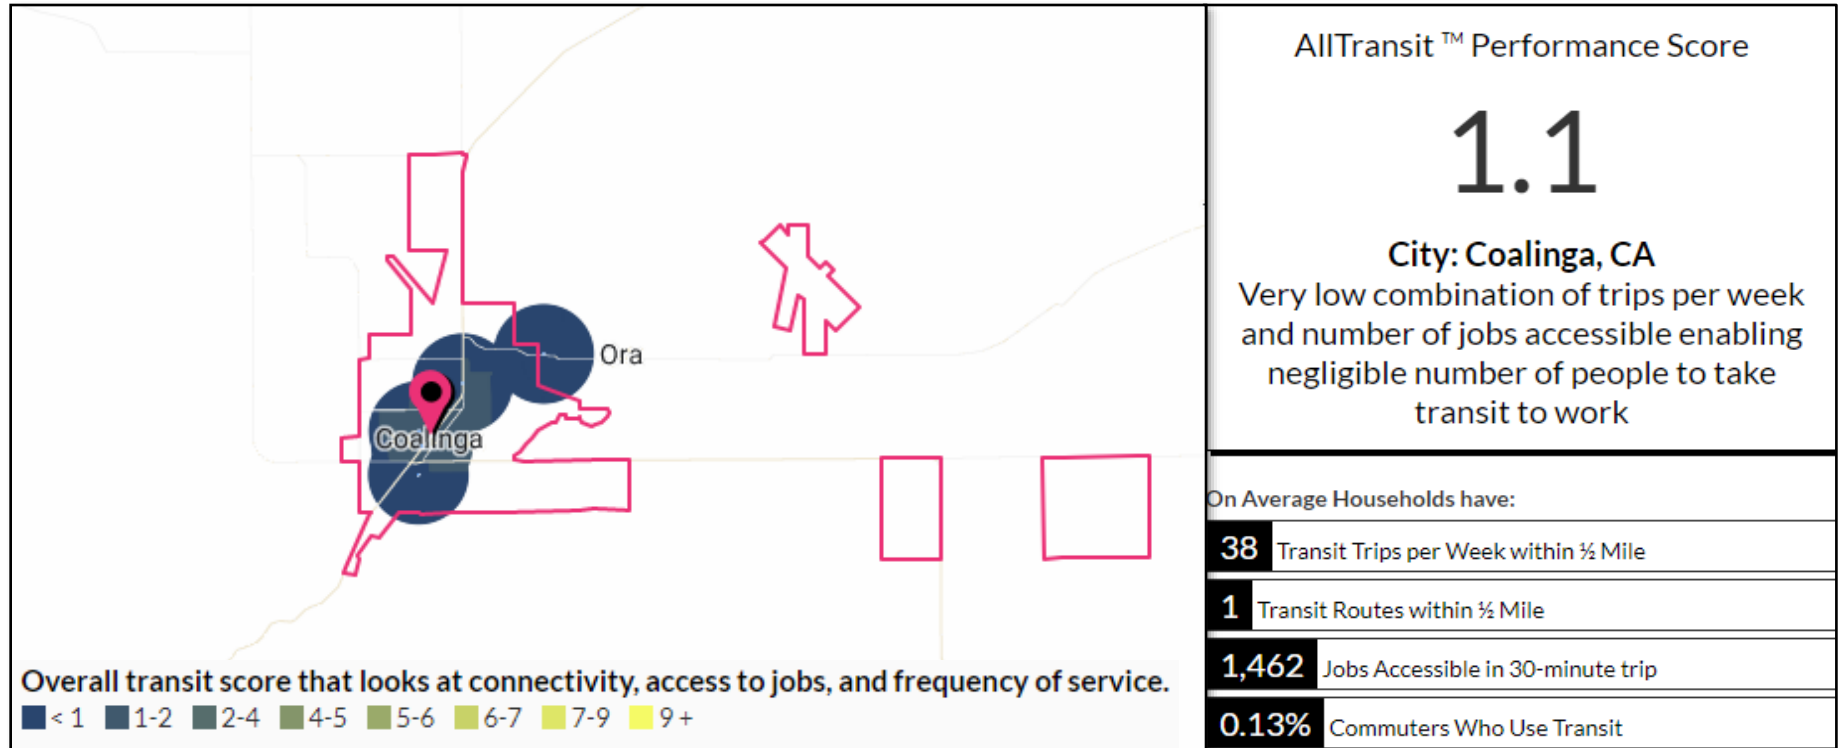 Ora
Coalinga
Overall transit score that looks at connectivity, access to jobs, and frequency of service.
< 1 1-2 2-4 4-5 5-6 6-7 7-9 9 +
AllTransit ™ Performance Score
1.1
City: Coalinga, CA
Very low combination of trips per week
and number of jobs accessible enabling
negligible number of people to take
transit to work
On Average Households have:
38 Transit Trips per Week within ½ Mile
1 Transit Routes within ½ Mile
1,462 Jobs Accessible in 30-minute trip
0.13% Commuters Who Use Transit